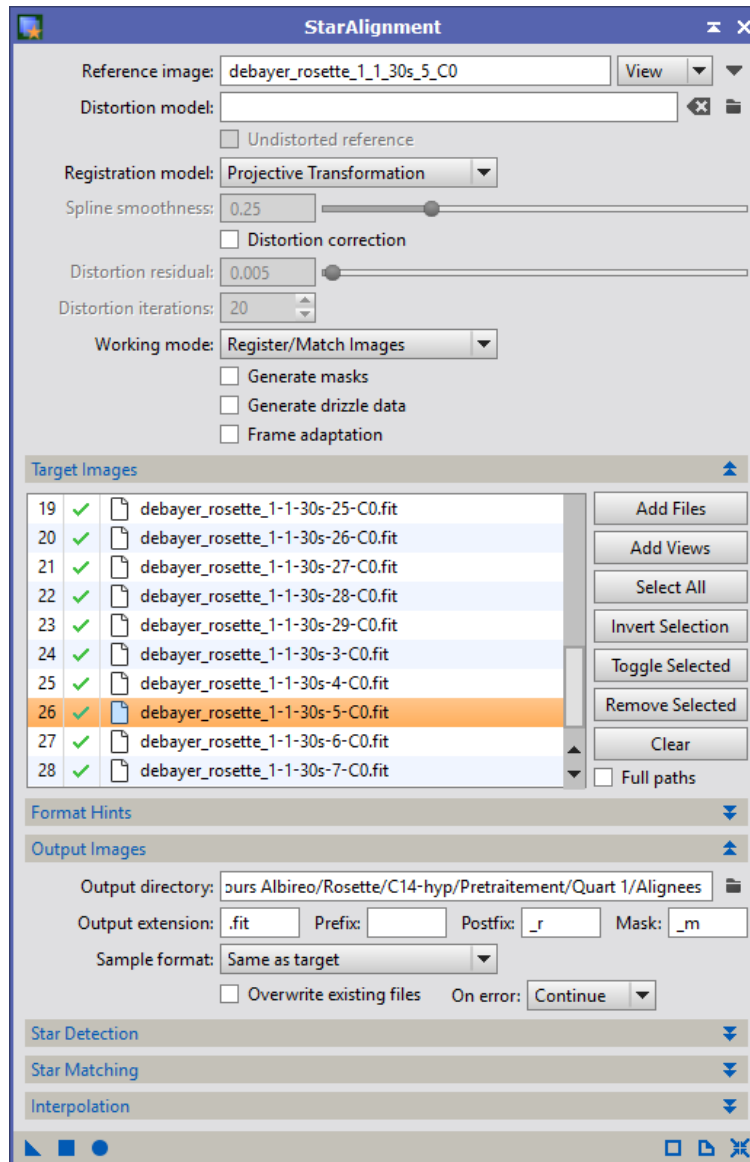 StarAlignment
Reference image: debayer_rosette_1_1_30s_5_C0 View
Distortion model:
Undistorted reference
Registration model: Projective Transformation
Spline smoothness: 0.25
Distortion correction
Distortion residual: 0.005
Distortion iterations: 20
Working mode: Register/Match Images
Generate masks
Generate drizzle data
Frame adaptation
Target Images
19 debayer_rosette_1-1-30s-25-C0.fit
20 debayer_rosette_1-1-30s-26-C0.fit
21 debayer_rosette_1-1-30s-27-C0.fit
22 debayer_rosette_1-1-30s-28-C0.fit
23 debayer_rosette_1-1-30s-29-C0.fit
24 debayer_rosette_1-1-30s-3-C0.fit
25 debayer_rosette_1-1-30s-4-C0.fit
26 debayer_rosette_1-1-30s-5-C0.fit
27 debayer_rosette_1-1-30s-6-C0.fit
28 debayer_rosette_1-1-30s-7-C0.fit
Add Files
Add Views
Select All
Invert Selection
Toggle Selected
Remove Selected
Clear
Full paths
Format Hints
Output Images
Output directory: ours Albireo/Rosette/C14-hyp/Pretraitement/Quart 1/Alignees
Output extension: .fit Prefix: Postfix: _r Mask: _m
Sample format: Same as target
Overwrite existing files On error: Continue
Star Detection
Star Matching
Interpolation